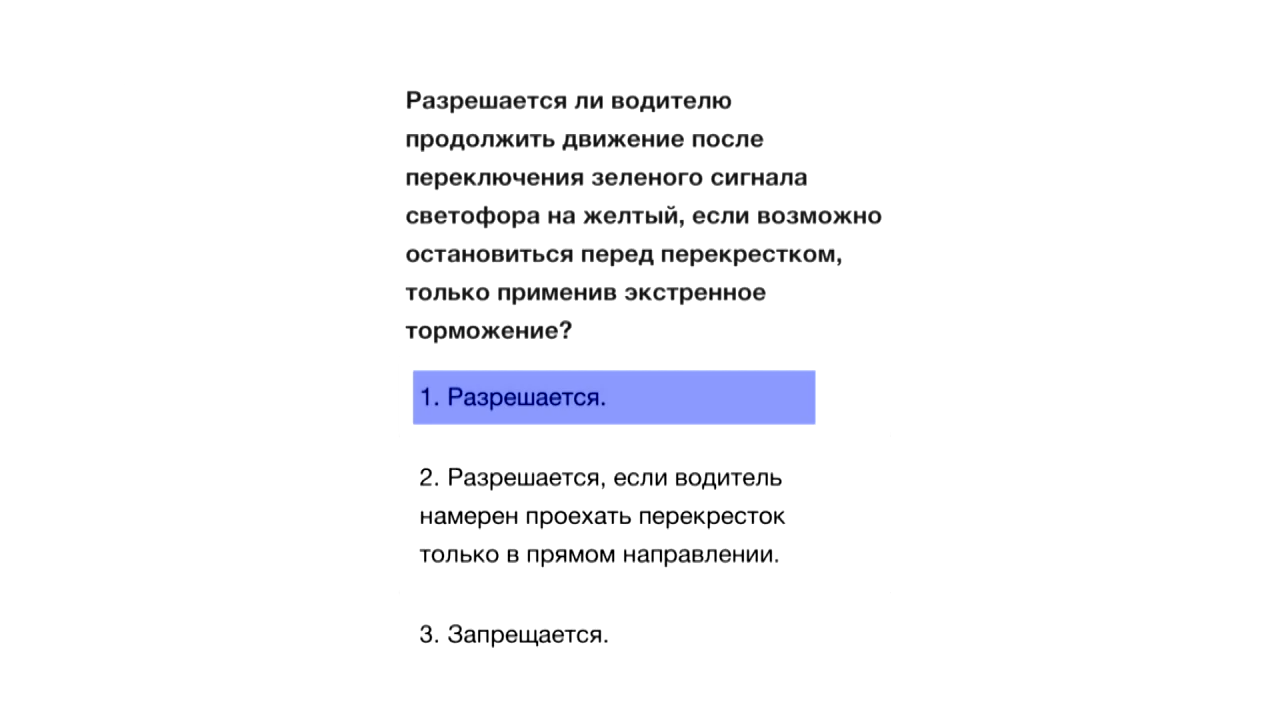 Разрешается ли водителю
продолжить движение после
переключения зеленого сигнала
светофора на желтый, если возможно
остановиться перед перекрестком,
только применив экстренное
торможение?
1. Разрешается.
2. Разрешается, если водитель
намерен проехать перекресток
только в прямом направлении.
3. Запрещается.